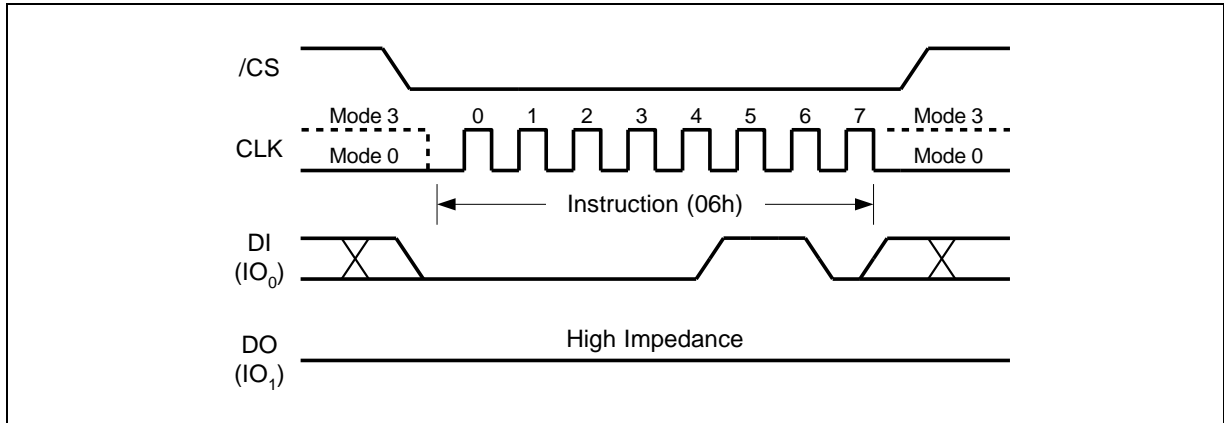 /CS
Mode 3 0 1 2 3 4 5 6 7 Mode 3
CLK
Mode 0 Mode 0
Instruction (06h)
DI
(IO₀)
High Impedance
DO
(IO₁)